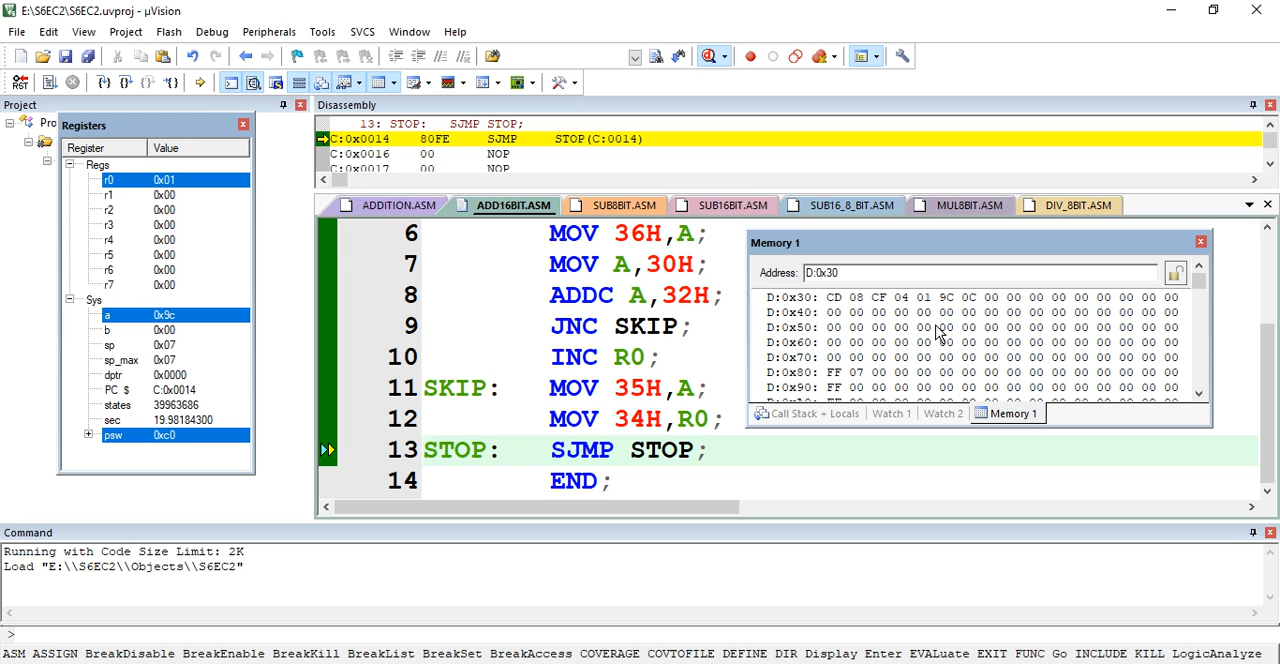 E:\S6EC2\S6EC2.uvproj - µVision
File Edit View Project Flash Debug Peripherals Tools SVCS Window Help
RST
Project
Disassembly
Pro
Registers
Register Value
Regs
r0 0x01
r1 0x00
r2 0x00
r3 0x00
r4 0x00
r5 0x00
r6 0x00
r7 0x00
Sys
a 0x9c
b 0x00
sp 0x07
sp_max 0x07
dptr 0x0000
PC $ C:0x0014
states 39963686
sec 19.98184300
psw 0xc0
13: STOP: SJMP STOP;
C:0x0014 80FE SJMP STOP(C:0014)
C:0x0016 00 NOP
C:0x0017 00 NOP
ADDITION.ASM ADD16BIT.ASM SUB8BIT.ASM SUB16BIT.ASM SUB16_8_BIT.ASM MUL8BIT.ASM DIV_8BIT.ASM
6 MOV 36H,A;
7 MOV A,30H;
8 ADDC A,32H;
9 JNC SKIP;
10 INC R0;
11 SKIP: MOV 35H,A;
12 MOV 34H,R0;
13 STOP: SJMP STOP;
14 END;
Memory 1
Address: D:0x30
D:0x30: CD 08 CF 04 01 9C 0C 00 00 00 00 00 00 00 00 00
D:0x40: 00 00 00 00 00 00 00 00 00 00 00 00 00 00 00 00
D:0x50: 00 00 00 00 00 00 00 00 00 00 00 00 00 00 00 00
D:0x60: 00 00 00 00 00 00 00 00 00 00 00 00 00 00 00 00
D:0x70: 00 00 00 00 00 00 00 00 00 00 00 00 00 00 00 00
D:0x80: FF 07 00 00 00 00 00 00 00 00 00 00 00 00 00 00
D:0x90: FF 00 00 00 00 00 00 00 00 00 00 00 00 00 00 00
Call Stack + Locals Watch 1 Watch 2 Memory 1
Command
Running with Code Size Limit: 2K
Load "E:\\S6EC2\\Objects\\S6EC2"
>
ASM ASSIGN BreakDisable BreakEnable BreakKill BreakList BreakSet BreakAccess COVERAGE COVTOFILE DEFINE DIR Display Enter EVALuate EXIT FUNC Go INCLUDE KILL LogicAnalyze